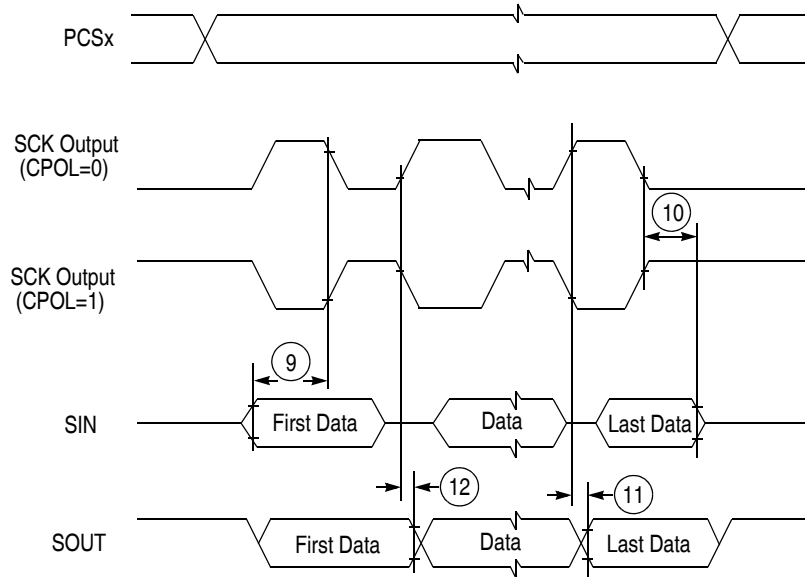 PCSx
SCK Output
(CPOL=0)
10
SCK Output
(CPOL=1)
9
SIN
First Data
Data
Last Data
12
11
SOUT
First Data
Data
Last Data